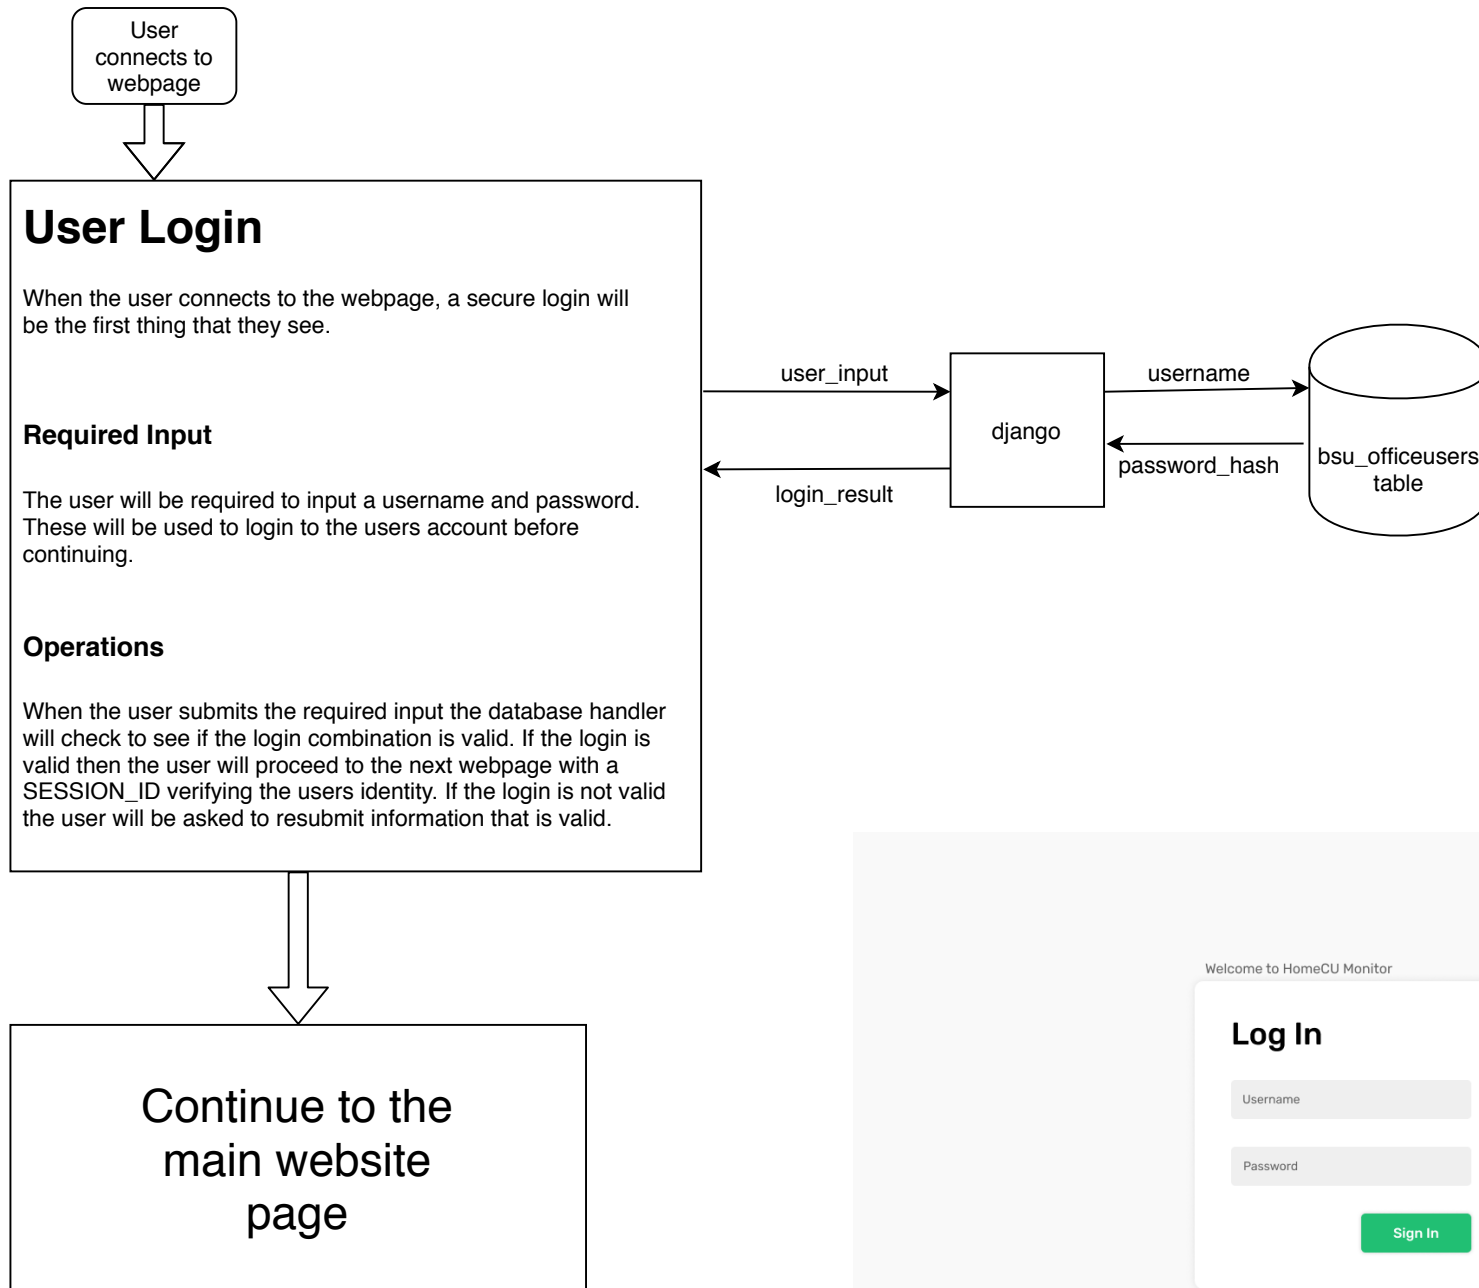 User
connects to
webpage
User Login
When the user connects to the webpage, a secure login will
be the first thing that they see.
Required Input
The user will be required to input a username and password.
These will be used to login to the users account before
continuing.
Operations
When the user submits the required input the database handler
will check to see if the login combination is valid. If the login is
valid then the user will proceed to the next webpage with a
SESSION_ID verifying the users identity. If the login is not valid
the user will be asked to resubmit information that is valid.
user_input
login_result
django
username
password_hash
bsu_officeusers
table
Continue to the
main website
page
Welcome to HomeCU Monitor
Log In
Username
Password
Sign In